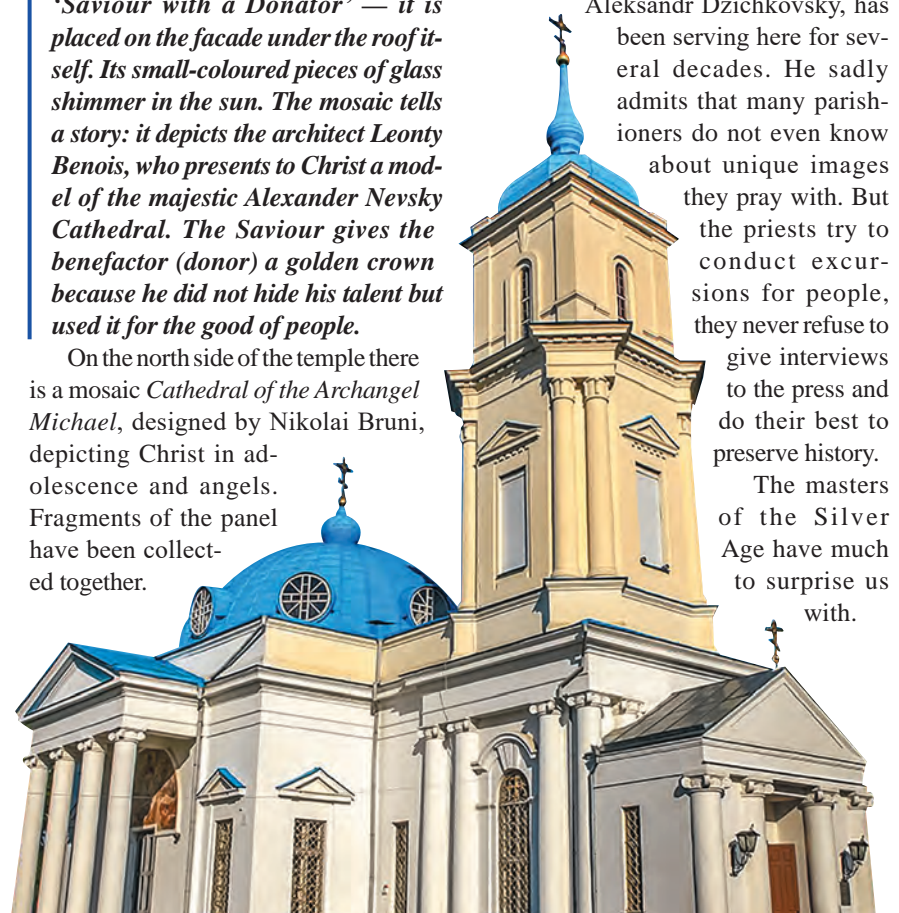 ‘Saviour with a Donator’ — it is
placed on the facade under the roof it-
self. Its small-coloured pieces of glass
shimmer in the sun. The mosaic tells
a story: it depicts the architect Leonty
Benois, who presents to Christ a mod-
el of the majestic Alexander Nevsky
Cathedral. The Saviour gives the
benefactor (donor) a golden crown
because he did not hide his talent but
used it for the good of people.
On the north side of the temple there
is a mosaic Cathedral of the Archangel
Michael, designed by Nikolai Bruni,
depicting Christ in ad-
olescence and angels.
Fragments of the panel
have been collect-
ed together.
Aleksandr Dzichkovsky, has
been serving here for sev-
eral decades. He sadly
admits that many parish-
ioners do not even know
about unique images
they pray with. But
the priests try to
conduct excur-
sions for people,
they never refuse to
give interviews
to the press and
do their best to
preserve history.
The masters
of the Silver
Age have much
to surprise us
with.